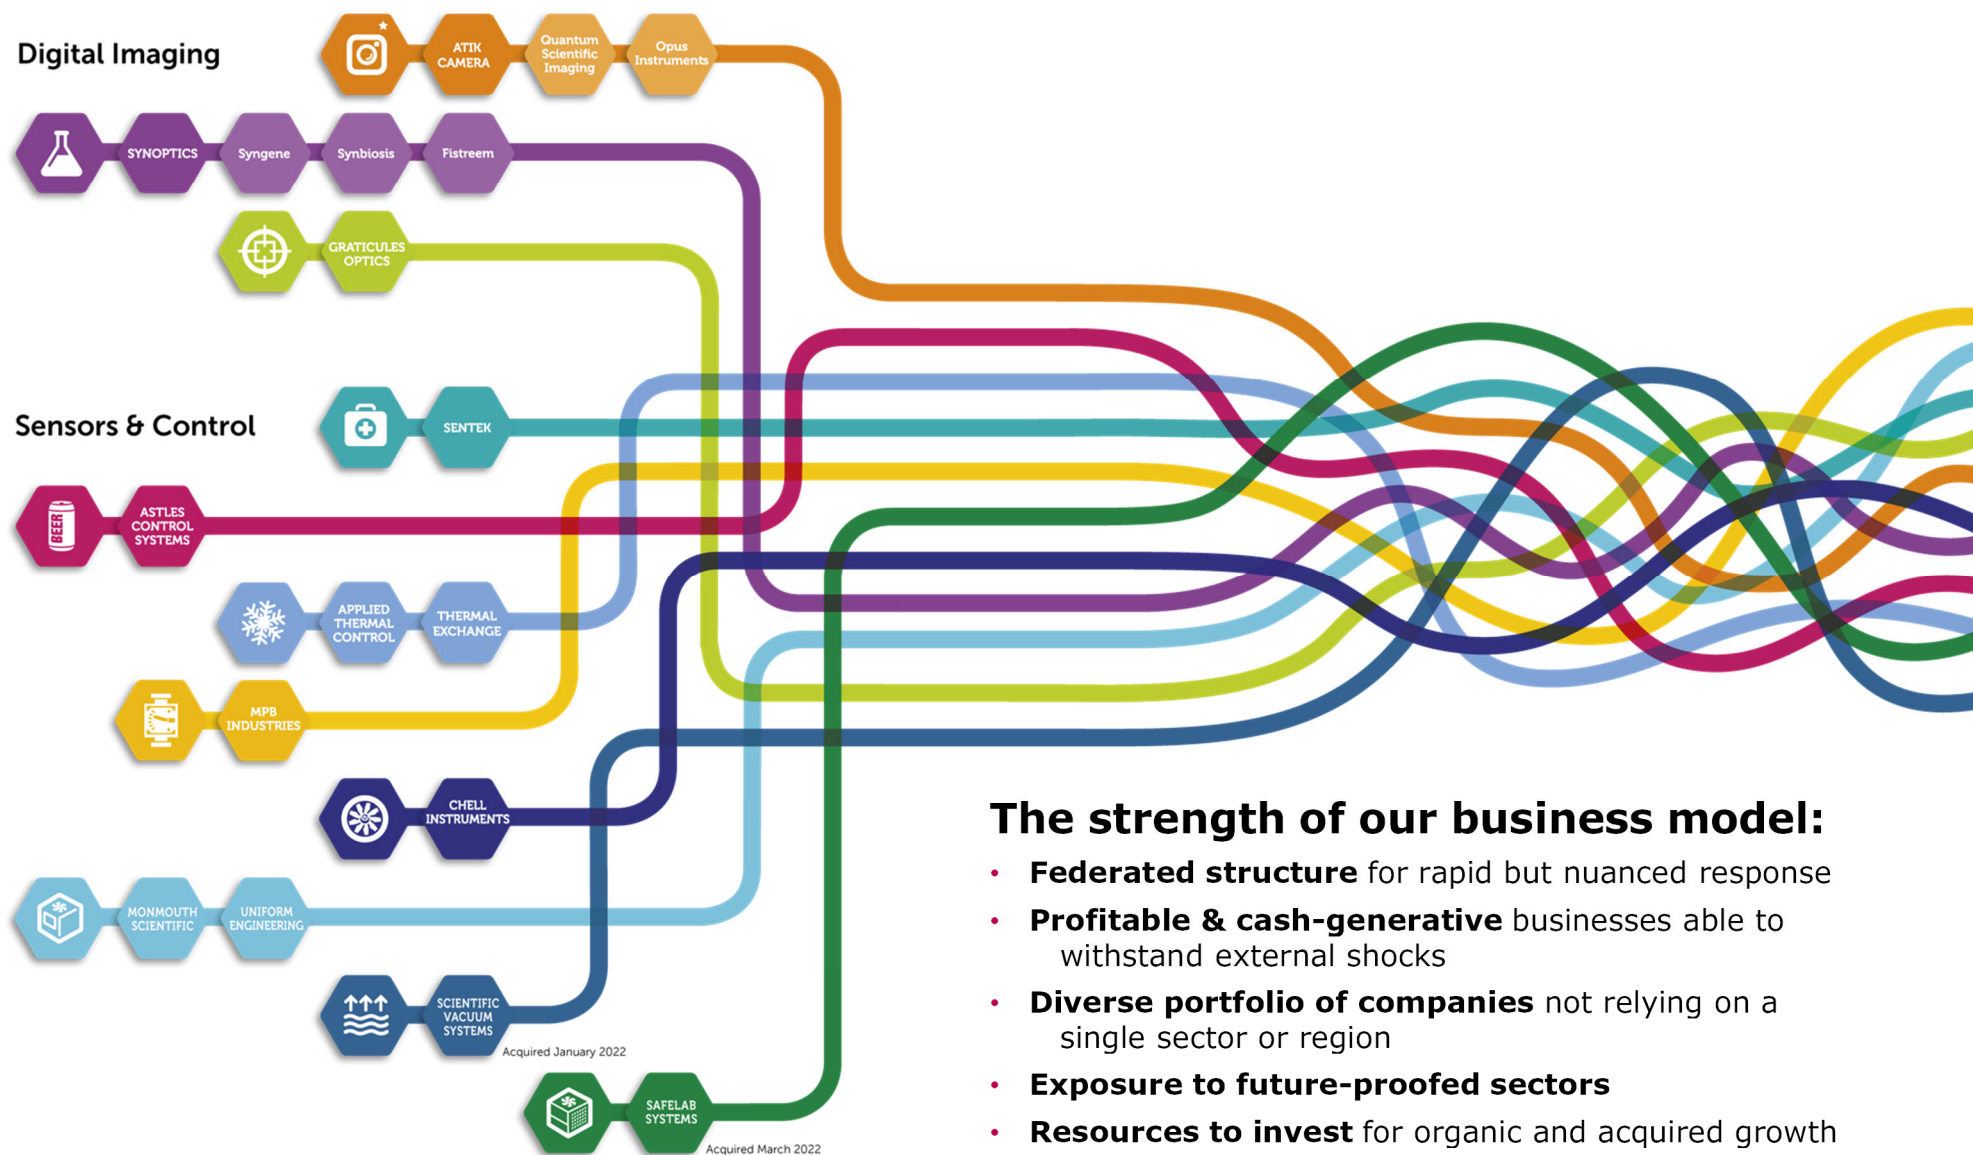 Digital Imaging
ATIK
CAMERA
Quantum
Scientific
Imaging
Opus
Instruments
SYNOPTICS
Syngene
Synbiosis
Fistreem
GRATICULES
OPTICS
Sensors & Control
SENTEK
BEER
ASTLES
CONTROL
SYSTEMS
APPLIED
THERMAL
CONTROL
THERMAL
EXCHANGE
MPB
INDUSTRIES
CHELL
INSTRUMENTS
MONMOUTH
SCIENTIFIC
UNIFORM
ENGINEERING
SCIENTIFIC
VACUUM
SYSTEMS
Acquired January 2022
SAFELAB
SYSTEMS
Acquired March 2022
The strength of our business model:
• Federated structure for rapid but nuanced response
• Profitable & cash-generative businesses able to
withstand external shocks
• Diverse portfolio of companies not relying on a
single sector or region
• Exposure to future-proofed sectors
• Resources to invest for organic and acquired growth